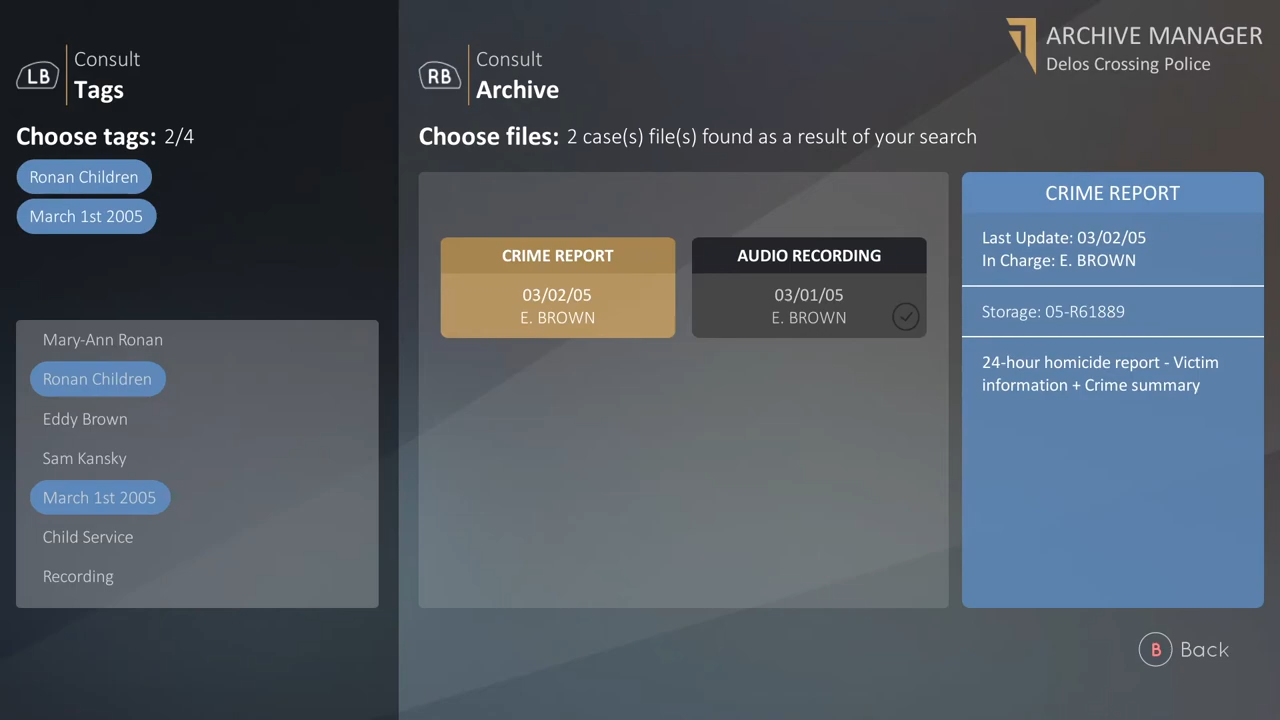 LB
Consult
Tags
Choose tags: 2/4
Ronan Children
March 1st 2005
Mary-Ann Ronan
Ronan Children
Eddy Brown
Sam Kansky
March 1st 2005
Child Service
Recording
RB
Consult
Archive
Choose files: 2 case(s) file(s) found as a result of your search
CRIME REPORT
03/02/05
E. BROWN
AUDIO RECORDING
03/01/05
E. BROWN
ARCHIVE MANAGER
Delos Crossing Police
CRIME REPORT
Last Update: 03/02/05
In Charge: E. BROWN
Storage: 05-R61889
24-hour homicide report - Victim
information + Crime summary
B Back